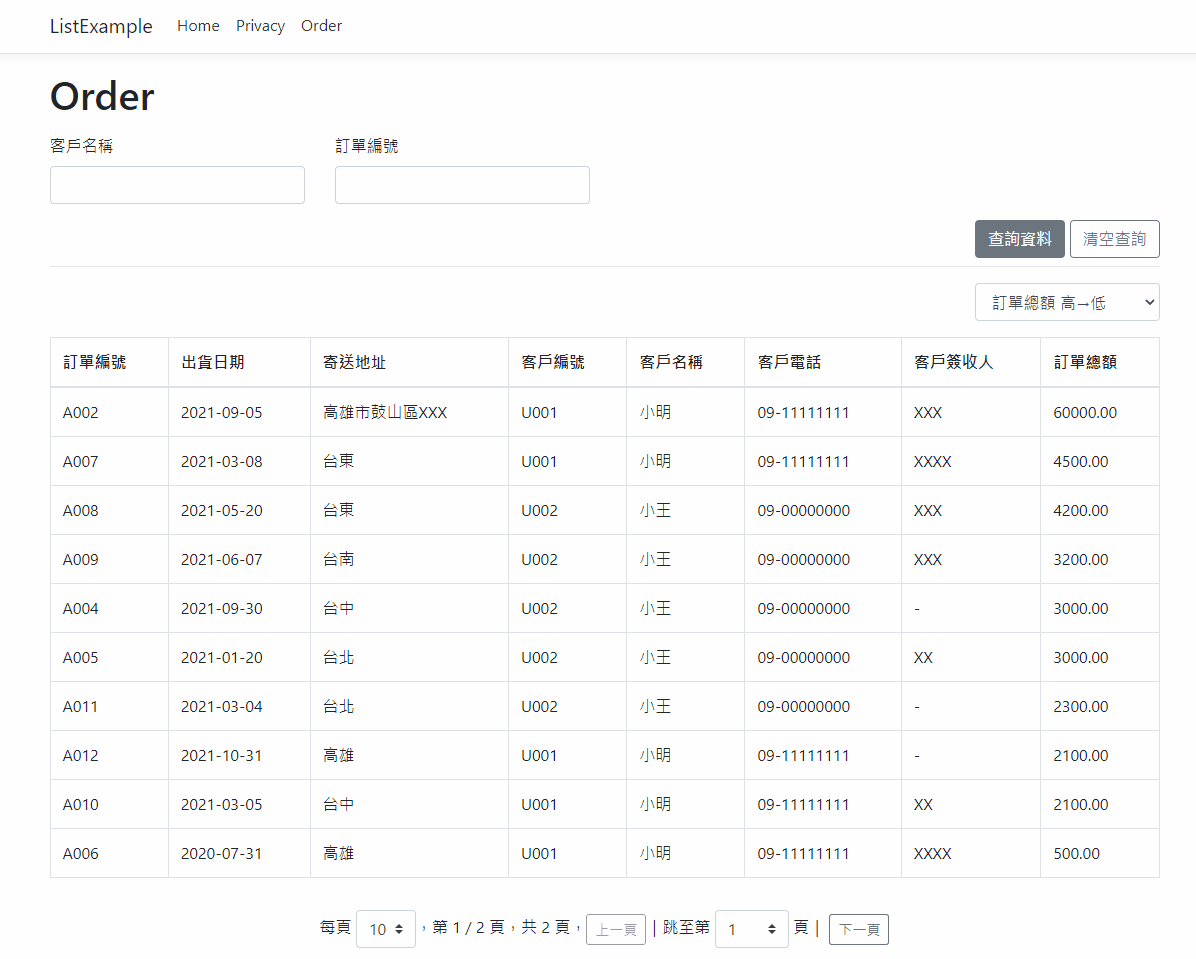 ListExample Home Privacy Order
Order
客戶名稱 訂單編號
查詢資料 清空查詢
訂單總額 高→低
訂單編號 出貨日期 寄送地址 客戶編號 客戶名稱 客戶電話 客戶簽收人 訂單總額
A002 2021-09-05 高雄市鼓山區XXX U001 小明 09-11111111 XXX 60000.00
A007 2021-03-08 台東 U001 小明 09-11111111 XXXX 4500.00
A008 2021-05-20 台東 U002 小王 09-00000000 XXX 4200.00
A009 2021-06-07 台南 U002 小王 09-00000000 XXX 3200.00
A004 2021-09-30 台中 U002 小王 09-00000000 - 3000.00
A005 2021-01-20 台北 U002 小王 09-00000000 XX 3000.00
A011 2021-03-04 台北 U002 小王 09-00000000 - 2300.00
A012 2021-10-31 高雄 U001 小明 09-11111111 - 2100.00
A010 2021-03-05 台中 U001 小明 09-11111111 XX 2100.00
A006 2020-07-31 高雄 U001 小明 09-11111111 XXXX 500.00
每頁 10 ，第 1 / 2 頁，共 2 頁， 上一頁 | 跳至第 1 頁 | 下一頁